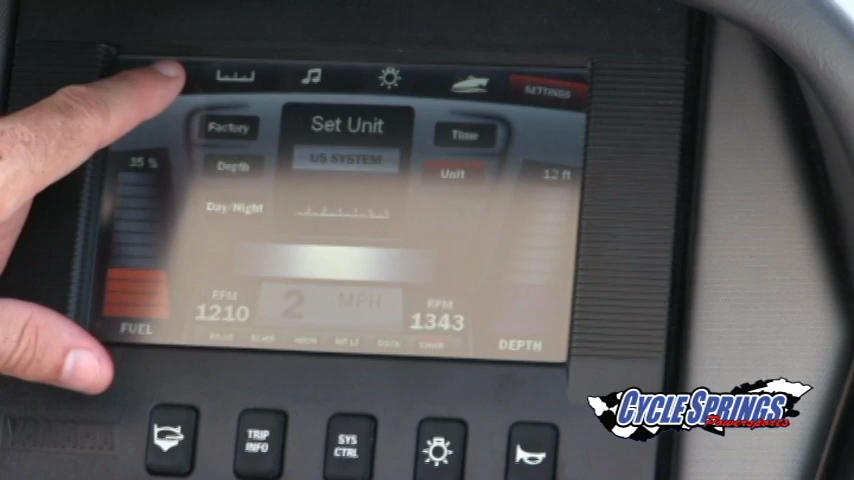 SETTINGS
Factory
Set Unit
Time
35 %
Depth
US SYSTEM
Unit
12 ft
Day/Night
RPM
1210
2 MPH
RPM
1343
FUEL
DEPTH
YAMAHA
TRIP
INFO
SYS
CTRL
CYCLE SPRINGS
Powersports